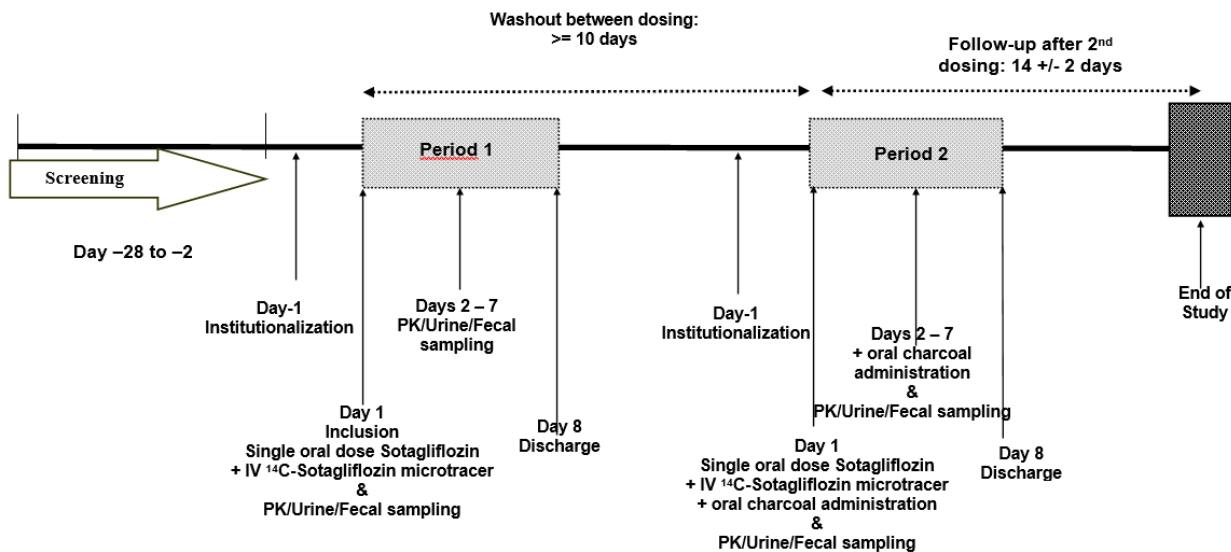 Washout between dosing:
>= 10 days
Follow-up after 2nd
dosing: 14 +/- 2 days
Period 1
Period 2
Screening
Day –28 to –2
Day-1
Institutionalization
Days 2 – 7
PK/Urine/Fecal
sampling
Day 1
Inclusion
Single oral dose Sotagliflozin
+ IV 14C-Sotagliflozin microtracer
&
PK/Urine/Fecal sampling
Day 8
Discharge
Day-1
Institutionalization
Days 2 – 7
+ oral charcoal
administration
&
PK/Urine/Fecal sampling
Day 1
Single oral dose Sotagliflozin
+ IV 14C-Sotagliflozin microtracer
+ oral charcoal administration
&
PK/Urine/Fecal sampling
Day 8
Discharge
End of
Study